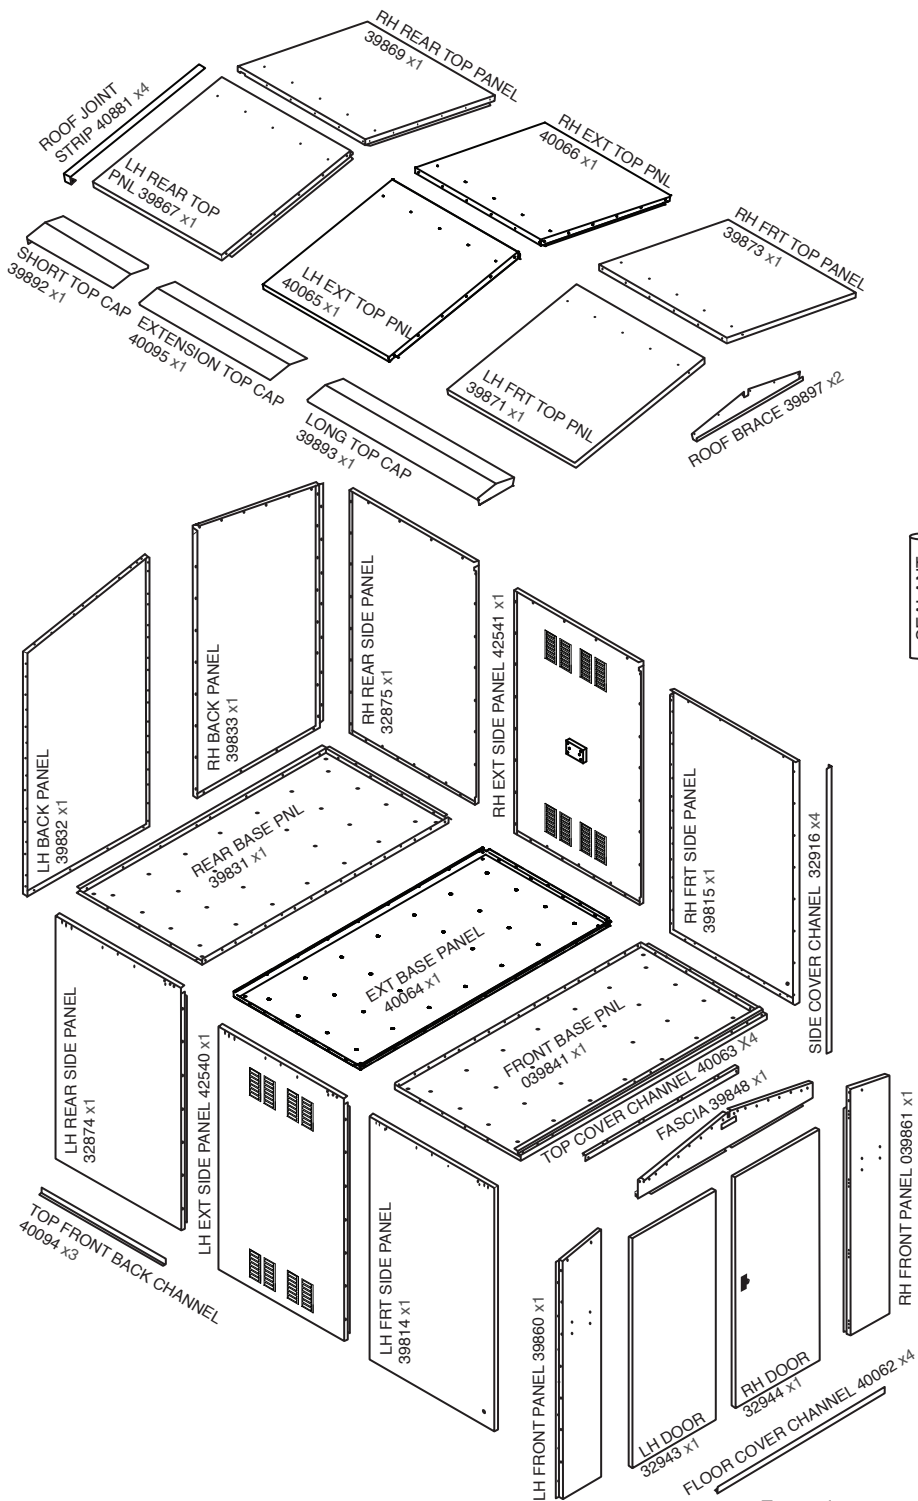 RH REAR TOP PANEL
39869 x1
ROOF JOINT
STRIP 40881 x4
LH REAR TOP
PNL 39867 x1
RH EXT TOP PNL
40066 x1
SHORT TOP CAP
39892 x1
LH EXT TOP PNL
40065 x1
RH FRT TOP PANEL
39873 x1
EXTENSION TOP CAP
40095 x1
LH FRT TOP PNL
39871 x1
LONG TOP CAP
39893 x1
ROOF BRACE 39897 x2
LH BACK PANEL
39832 x1
RH BACK PANEL
39833 x1
RH REAR SIDE PANEL
32875 x1
RH EXT SIDE PANEL 42541 x1
RH FRT SIDE PANEL
39815 x1
SIDE COVER CHANNEL 32916 x4
REAR BASE PNL
39831 x1
EXT BASE PANEL
40064 x1
FRONT BASE PNL
039841 x1
LH REAR SIDE PANEL
32874 x1
LH EXT SIDE PANEL 42540 x1
LH FRT SIDE PANEL
39814 x1
TOP FRONT BACK CHANNEL
40094 x3
TOP COVER CHANNEL 40063 X4
FASCIA 39848 x1
RH FRONT PANEL 039861 x1
LH FRONT PANEL 39860 x1
LH DOOR
32943 x1
RH DOOR
32944 x1
FLOOR COVER CHANNEL 40062 x4